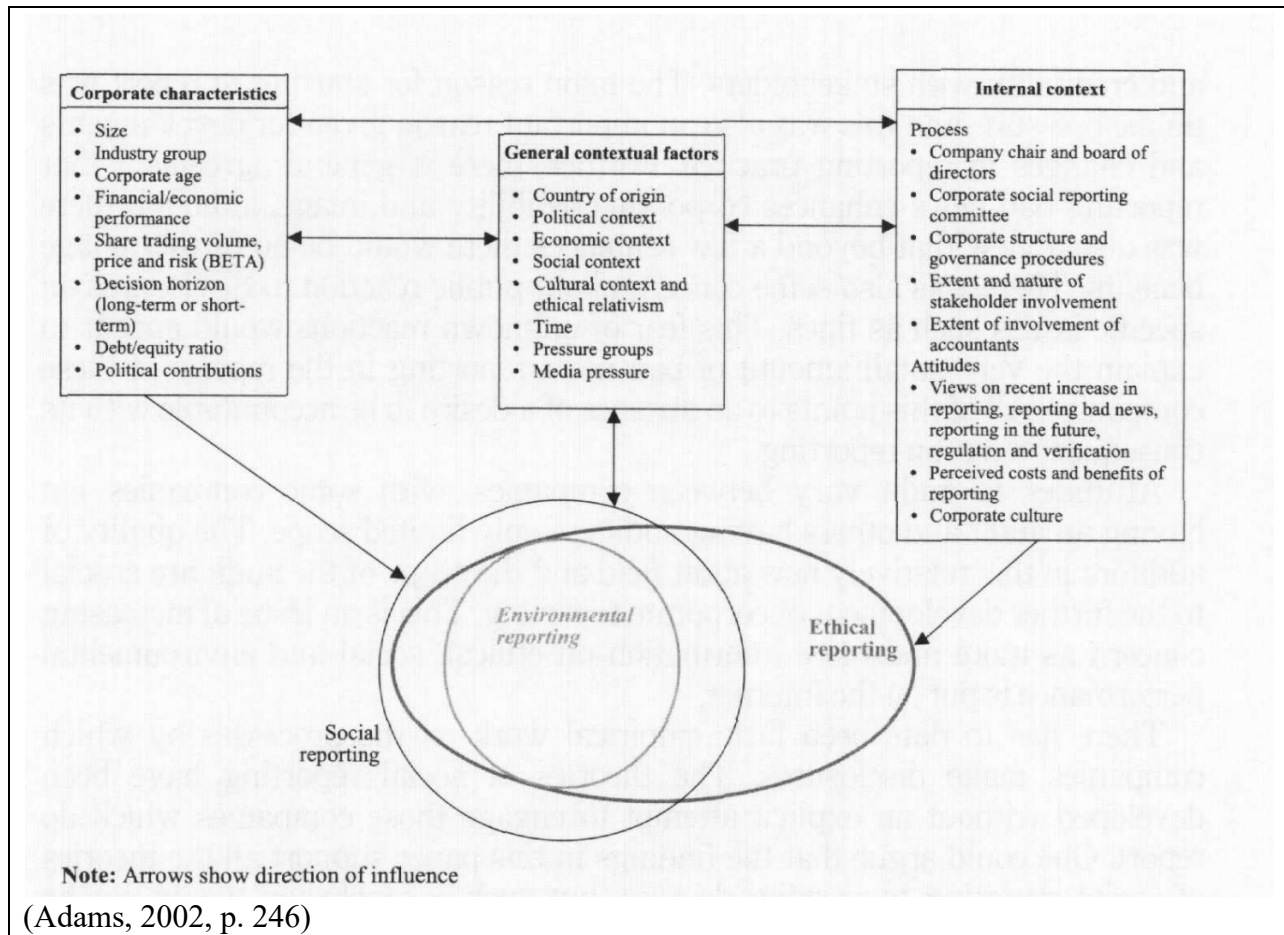 Corporate characteristics
• Size
• Industry group
• Corporate age
• Financial/economic
performance
• Share trading volume,
price and risk (BETA)
• Decision horizon
(long-term or short-
term)
• Debt/equity ratio
• Political contributions
General contextual factors
• Country of origin
• Political context
• Economic context
• Social context
• Cultural context and
ethical relativism
• Time
• Pressure groups
• Media pressure
Internal context
Process
• Company chair and board of
directors
• Corporate social reporting
committee
• Corporate structure and
governance procedures
• Extent and nature of
stakeholder involvement
• Extent of involvement of
accountants
Attitudes
• Views on recent increase in
reporting, reporting bad news,
reporting in the future,
regulation and verification
• Perceived costs and benefits of
reporting
• Corporate culture
Environmental
reporting
Ethical
reporting
Social
reporting
Note: Arrows show direction of influence
(Adams, 2002, p. 246)